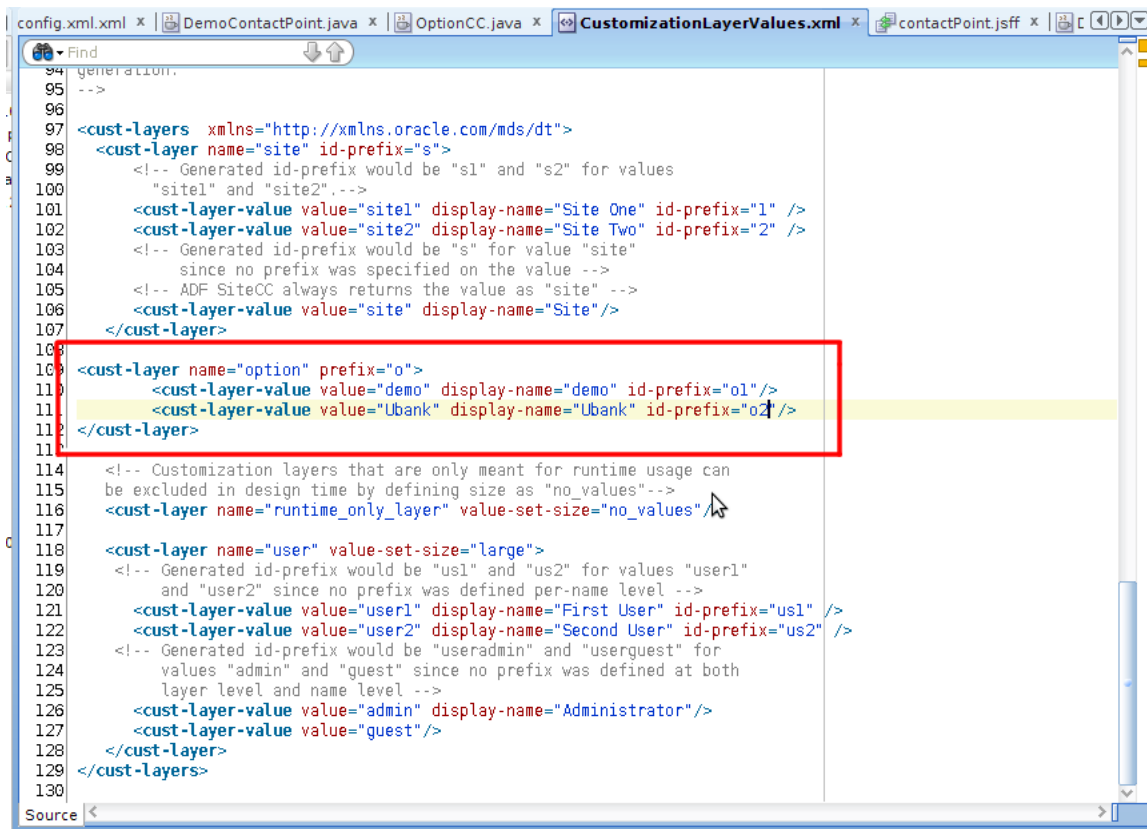 config.xml.xml x DemoContactPoint.java x OptionCC.java x CustomizationLayerValues.xml x contactPoint.jsff x
Find
94 generation.
95 -->
96
97 <cust-layers  xmlns="http://xmlns.oracle.com/mds/dt">
98 <cust-layer name="site" id-prefix="s">
99 <!-- Generated id-prefix would be "s1" and "s2" for values
100 "site1" and "site2".-->
101 <cust-layer-value value="site1" display-name="Site One" id-prefix="1" />
102 <cust-layer-value value="site2" display-name="Site Two" id-prefix="2" />
103 <!-- Generated id-prefix would be "s" for value "site"
104 since no prefix was specified on the value -->
105 <!-- ADF SiteCC always returns the value as "site" -->
106 <cust-layer-value value="site" display-name="Site"/>
107 </cust-layer>
108
109 <cust-layer name="option" prefix="o">
110 <cust-layer-value value="demo" display-name="demo" id-prefix="o1"/>
111 <cust-layer-value value="Ubank" display-name="Ubank" id-prefix="o2"/>
112 </cust-layer>
113
114 <!-- Customization layers that are only meant for runtime usage can
115 be excluded in design time by defining size as "no_values"-->
116 <cust-layer name="runtime_only_layer" value-set-size="no_values"/>
117
118 <cust-layer name="user" value-set-size="large">
119 <!-- Generated id-prefix would be "us1" and "us2" for values "user1"
120 and "user2" since no prefix was defined per-name level -->
121 <cust-layer-value value="user1" display-name="First User" id-prefix="us1" />
122 <cust-layer-value value="user2" display-name="Second User" id-prefix="us2" />
123 <!-- Generated id-prefix would be "useradmin" and "userguest" for
124 values "admin" and "guest" since no prefix was defined at both
125 layer level and name level -->
126 <cust-layer-value value="admin" display-name="Administrator"/>
127 <cust-layer-value value="guest"/>
128 </cust-layer>
129 </cust-layers>
130
Source